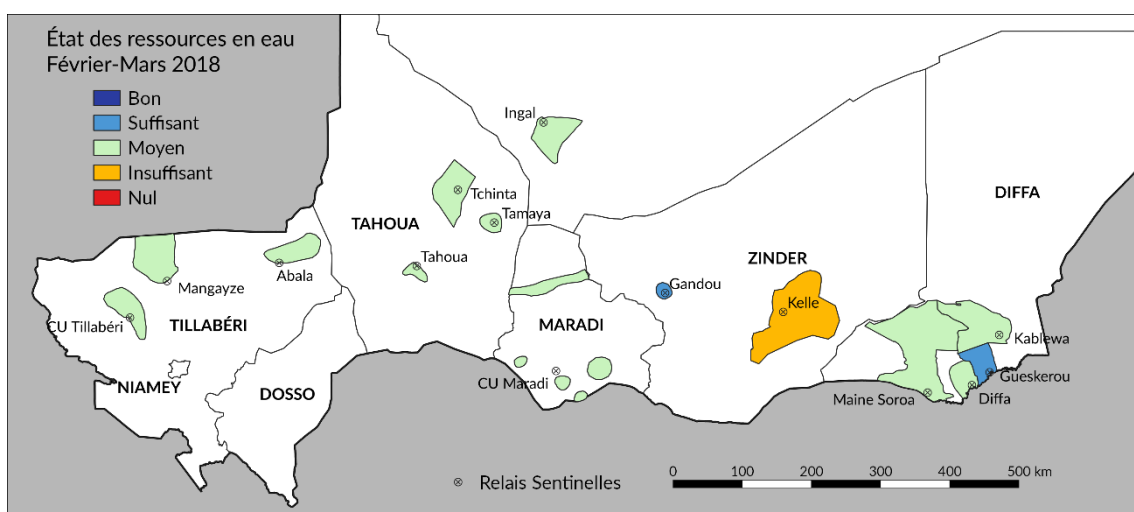 État des ressources en eau
Février-Mars 2018
Bon
Suffisant
Moyen
Insuffisant
Nul
Ingal
Tchinta
Tamaya
TAHOUA
Tahoua
DIFFA
Abala
Mangayze
CU Tillabéri
TILLABÉRI
ZINDER
Gandou
Kelle
MARADI
Kablewa
Gueskerou
CU Maradi
NIAMEY
DOSSO
Maine Soroa
Diffa
Relais Sentinelles
0 100 200 300 400 500 km